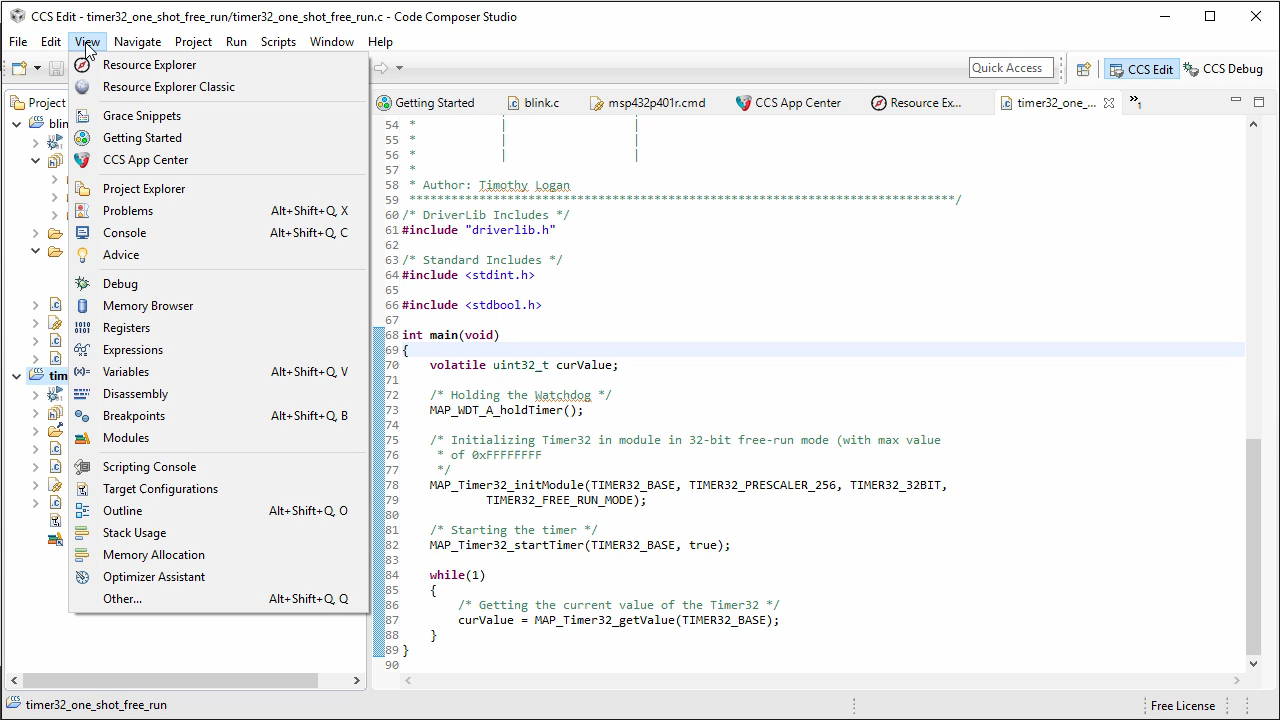 CCS Edit - timer32_one_shot_free_run/timer32_one_shot_free_run.c - Code Composer Studio
File Edit View Navigate Project Run Scripts Window Help
Quick Access CCS Edit CCS Debug
Resource Explorer
Resource Explorer Classic
Grace Snippets
Getting Started
CCS App Center
Project Explorer
Problems Alt+Shift+Q, X
Console Alt+Shift+Q, C
Advice
Debug
Memory Browser
Registers
Expressions
Variables Alt+Shift+Q, V
Disassembly
Breakpoints Alt+Shift+Q, B
Modules
Scripting Console
Target Configurations
Outline Alt+Shift+Q, O
Stack Usage
Memory Allocation
Optimizer Assistant
Other... Alt+Shift+Q, Q
Project
blin
tim
Getting Started blink.c msp432p401r.cmd CCS App Center Resource Ex... timer32_one_... »1
54 * | |
55 * | |
56 * | |
57 *
58 * Author: Timothy Logan
59 *******************************************************************************/
60 /* DriverLib Includes */
61 #include "driverlib.h"
62
63 /* Standard Includes */
64 #include <stdint.h>
65
66 #include <stdbool.h>
67
68 int main(void)
69 {
70 volatile uint32_t curValue;
71
72 /* Holding the Watchdog */
73 MAP_WDT_A_holdTimer();
74
75 /* Initializing Timer32 in module in 32-bit free-run mode (with max value
76 * of 0xFFFFFFFF
77 */
78 MAP_Timer32_initModule(TIMER32_BASE, TIMER32_PRESCALER_256, TIMER32_32BIT,
79 TIMER32_FREE_RUN_MODE);
80
81 /* Starting the timer */
82 MAP_Timer32_startTimer(TIMER32_BASE, true);
83
84 while(1)
85 {
86 /* Getting the current value of the Timer32 */
87 curValue = MAP_Timer32_getValue(TIMER32_BASE);
88 }
89 }
90
timer32_one_shot_free_run Free License